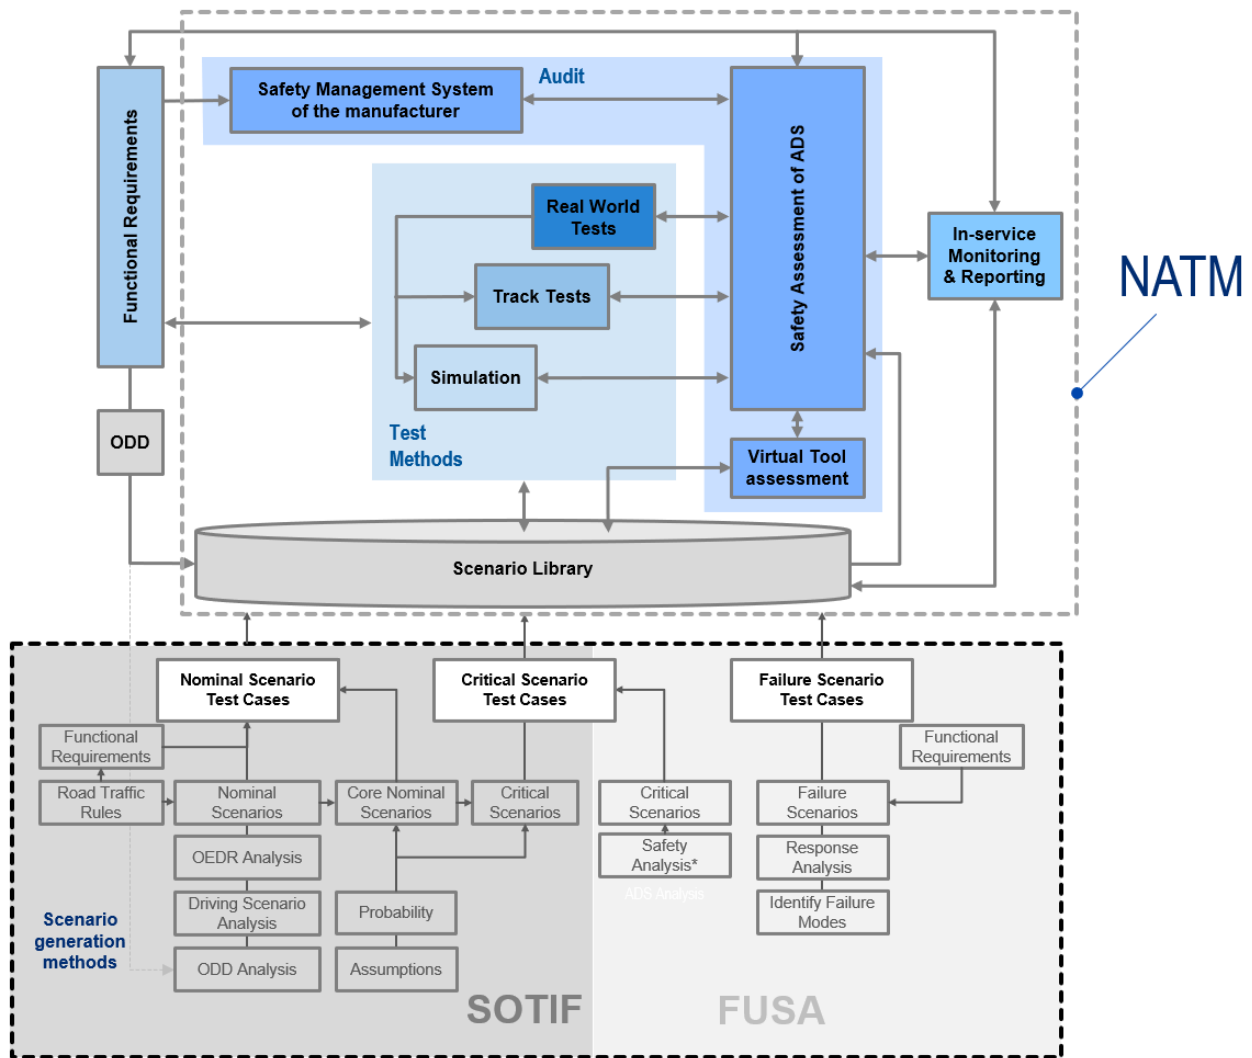 Safety Management System
of the manufacturer
Audit
Functional Requirements
Safety Assessment of ADS
Real World
Tests
In-service
Monitoring
& Reporting
NATM
Track Tests
Simulation
Test
Methods
ODD
Virtual Tool
assessment
Scenario Library
Nominal Scenario
Test Cases
Critical Scenario
Test Cases
Failure Scenario
Test Cases
Functional
Requirements
Functional
Requirements
Road Traffic
Rules
Nominal
Scenarios
Core Nominal
Scenarios
Critical
Scenarios
Critical
Scenarios
Failure
Scenarios
OEDR Analysis
Safety
Analysis*
Response
Analysis
ADS Analysis
Driving Scenario
Analysis
Probability
Identify Failure
Modes
Scenario
generation
methods
ODD Analysis
Assumptions
SOTIF
FUSA